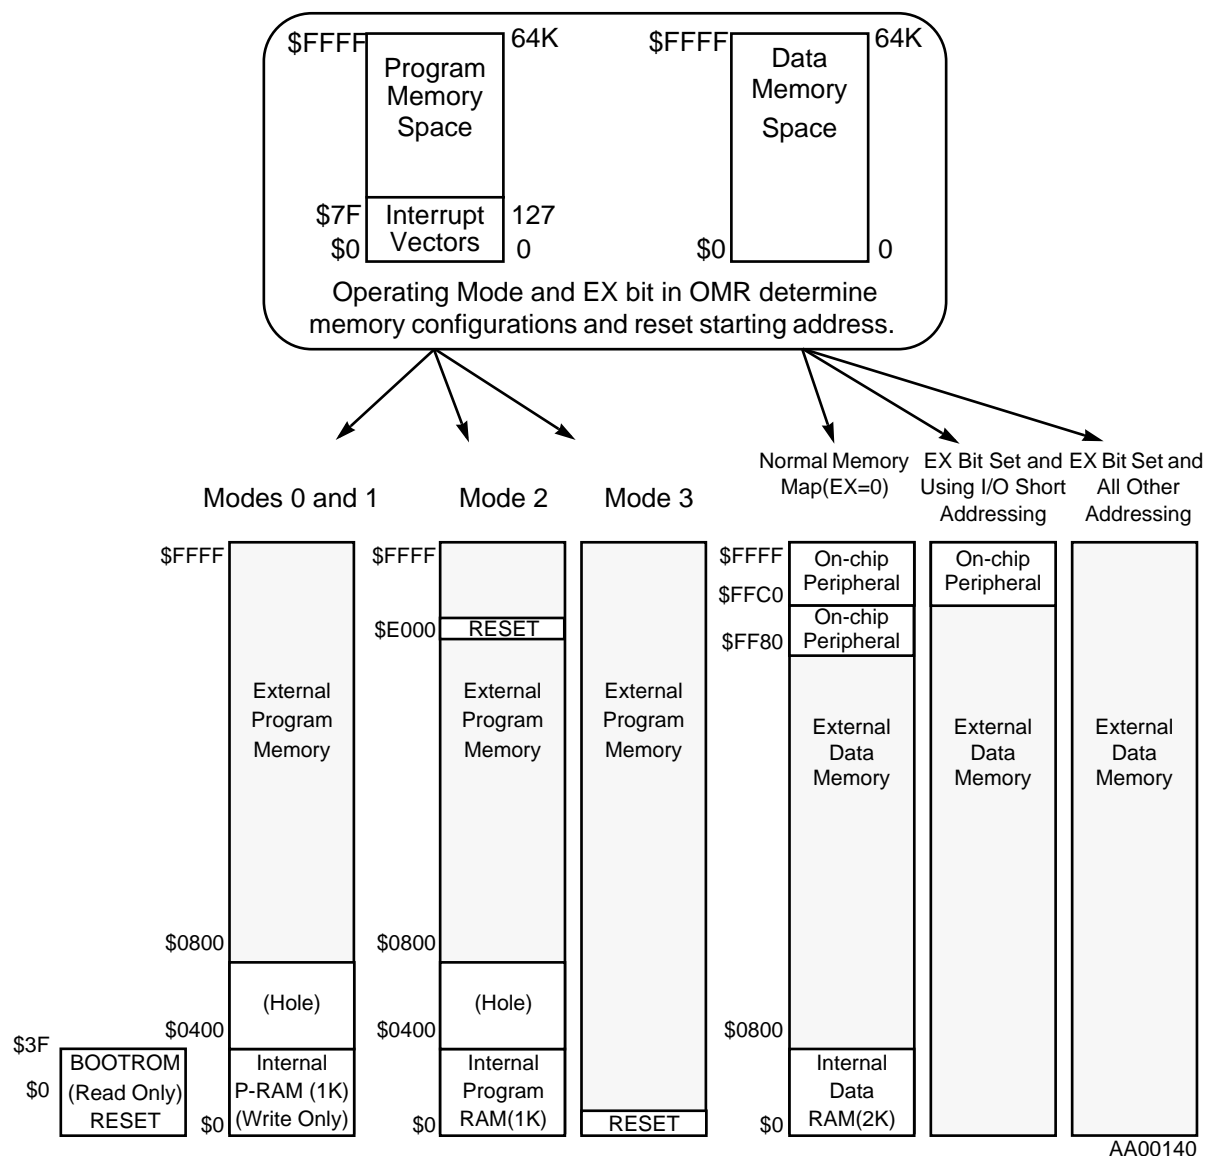 $FFFF 64K $FFFF 64K
Program
Memory
Space
Data
Memory
Space
$7F Interrupt 127
$0 Vectors 0 $0 0
Operating Mode and EX bit in OMR determine
memory configurations and reset starting address.
Modes 0 and 1
Mode 2
Mode 3
Normal Memory
Map(EX=0)
EX Bit Set and
Using I/O Short
Addressing
EX Bit Set and
All Other
Addressing
$FFFF
External
Program
Memory
$0800
(Hole)
$0400
Internal
P-RAM (1K)
(Write Only)
$0
$3F
BOOTROM
$0
(Read Only)
RESET
$FFFF
$E000
RESET
External
Program
Memory
$0800
(Hole)
$0400
Internal
Program
RAM(1K)
$0
External
Program
Memory
RESET
$FFFF
On-chip
Peripheral
$FFC0
On-chip
Peripheral
$FF80
External
Data
Memory
$0800
Internal
Data
RAM(2K)
$0
On-chip
Peripheral
External
Data
Memory
External
Data
Memory
AA00140